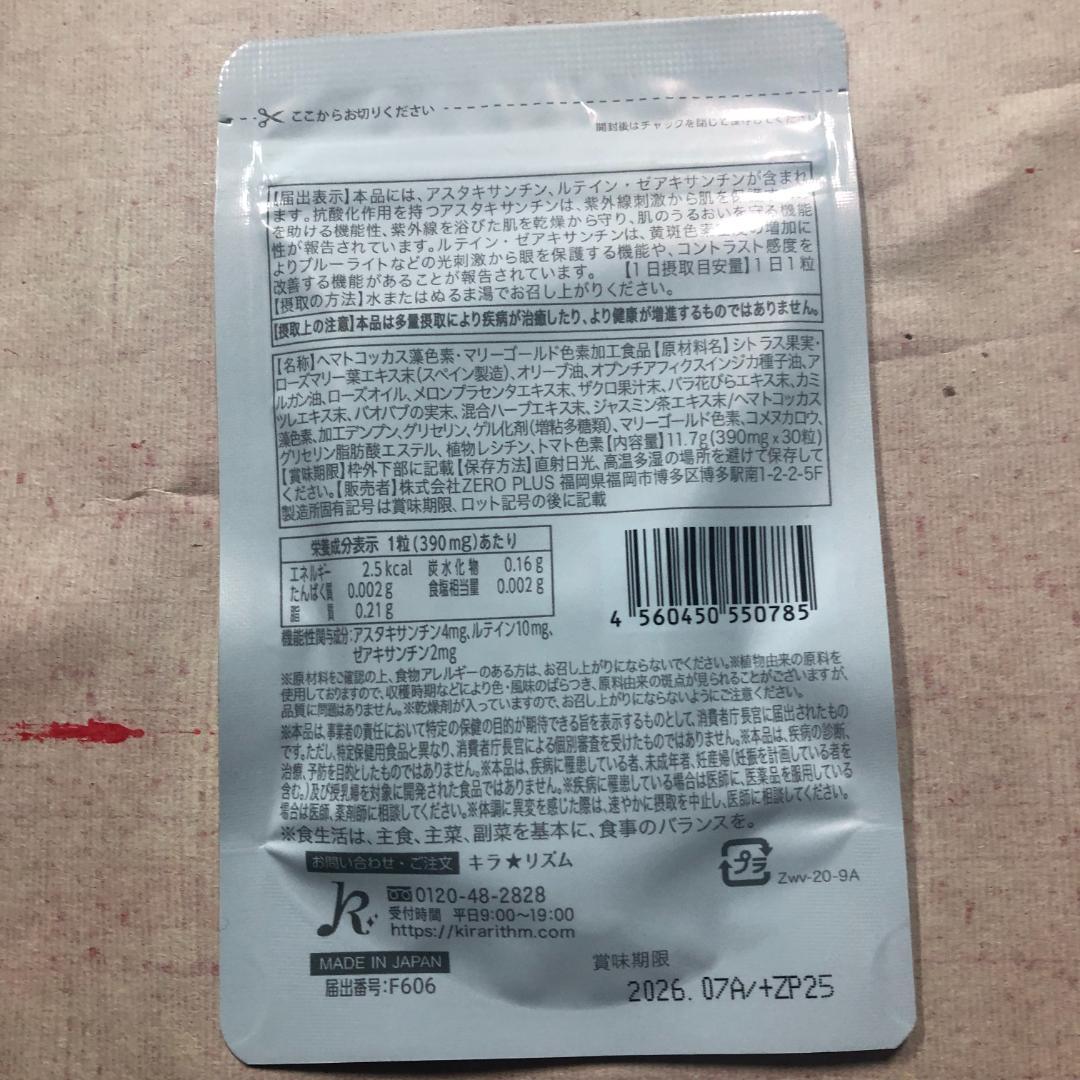 ここからお切りください
開封後はチャックを閉じて保存してください
【届出表示】本品には、アスタキサンチン、ルテイン・ゼアキサンチンが含まれ
ます。抗酸化作用を持つアスタキサンチンは、紫外線刺激から肌を保護
を助ける機能性、紫外線を浴びた肌を乾燥から守り、肌のうるおいを守る機能
性が報告されています。ルテイン・ゼアキサンチンは、黄斑色素の増加に
よりブルーライトなどの光刺激から眼を保護する機能や、コントラスト感度を
改善する機能があることが報告されています。 【1日摂取目安量】1日1粒
【摂取の方法】水またはぬるま湯でお召し上がりください。
【摂取上の注意】本品は多量摂取により疾病が治癒したり、より健康が増進するものではありません。
【名称】ヘマトコッカス藻色素・マリーゴールド色素加工食品【原材料名】シトラス果実・
ローズマリー葉エキス末(スペイン製造)、オリーブ油、オプンチアフィクスインジカ種子油、ア
ルガン油、ローズオイル、メロンプラセンタエキス末、ザクロ果汁末、バラ花びらエキス末、カミ
ツレエキス末、バオバブの実末、混合ハーブエキス末、ジャスミン茶エキス末/ヘマトコッカス
藻色素、加工デンプン、グリセリン、ゲル化剤(増粘多糖類)、マリーゴールド色素、コメヌカロウ、
グリセリン脂肪酸エステル、植物レシチン、トマト色素【内容量】11.7g(390mg×30粒)
【賞味期限】枠外下部に記載【保存方法】直射日光、高温多湿の場所を避けて保存して
ください。【販売者】株式会社ZERO PLUS 福岡県福岡市博多区博多駅南1-2-2-5F
製造所固有記号は賞味期限、ロット記号の後に記載
栄養成分表示 1粒(390mg)あたり
エネルギー 2.5kcal 炭水化物 0.16g
たんぱく質 0.002g 食塩相当量 0.002g
脂質 0.21g
4 560450 550785
機能性関与成分:アスタキサンチン4mg、ルテイン10mg、
ゼアキサンチン2mg
※原材料をご確認の上、食物アレルギーのある方は、お召し上がりにならないでください。※植物由来の原料を
使用しておりますので、収穫時期などにより色・風味のばらつき、原料由来の斑点が見られることがございますが、
品質に問題はありません。※乾燥剤が入っていますので、お召し上がりにならないようにご注意ください。
※本品は、事業者の責任において特定の保健の目的が期待できる旨を表示するものとして、消費者庁長官に届出されたもの
です。ただし、特定保健用食品と異なり、消費者庁長官による個別審査を受けたものではありません。※本品は、疾病の診断、
治療、予防を目的としたものではありません。※本品は、疾病に罹患している者、未成年者、妊産婦(妊娠を計画している者を
含む。)及び授乳婦を対象に開発された食品ではありません。※疾病に罹患している場合は医師に、医薬品を服用している
場合は医師、薬剤師に相談してください。※体調に異変を感じた際は、速やかに摂取を中止し、医師に相談してください。
※食生活は、主食、主菜、副菜を基本に、食事のバランスを。
お問い合わせ・ご注文 キラ★リズム
0120-48-2828
受付時間 平日9:00〜19:00
https://kirarithm.com
プラ
Zwv-20-9A
MADE IN JAPAN
届出番号:F606
賞味期限
2026. 07A/+ZP25